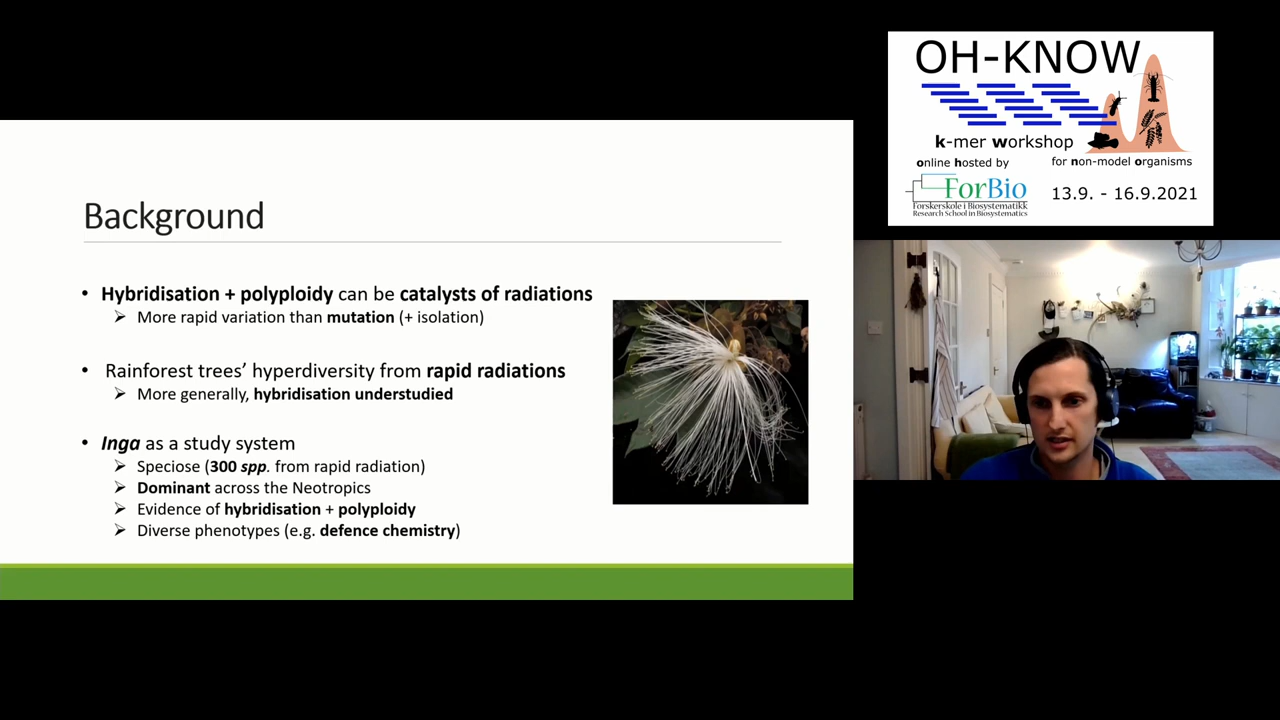 Background
• Hybridisation + polyploidy can be catalysts of radiations
➢ More rapid variation than mutation (+ isolation)
• Rainforest trees’ hyperdiversity from rapid radiations
➢ More generally, hybridisation understudied
• Inga as a study system
➢ Speciose (300 spp. from rapid radiation)
➢ Dominant across the Neotropics
➢ Evidence of hybridisation + polyploidy
➢ Diverse phenotypes (e.g. defence chemistry)
OH-KNOW
k-mer workshop
online hosted by
for non-model organisms
ForBio
Forskerskole i Biosystematikk
Research School in Biosystematics
13.9. - 16.9.2021